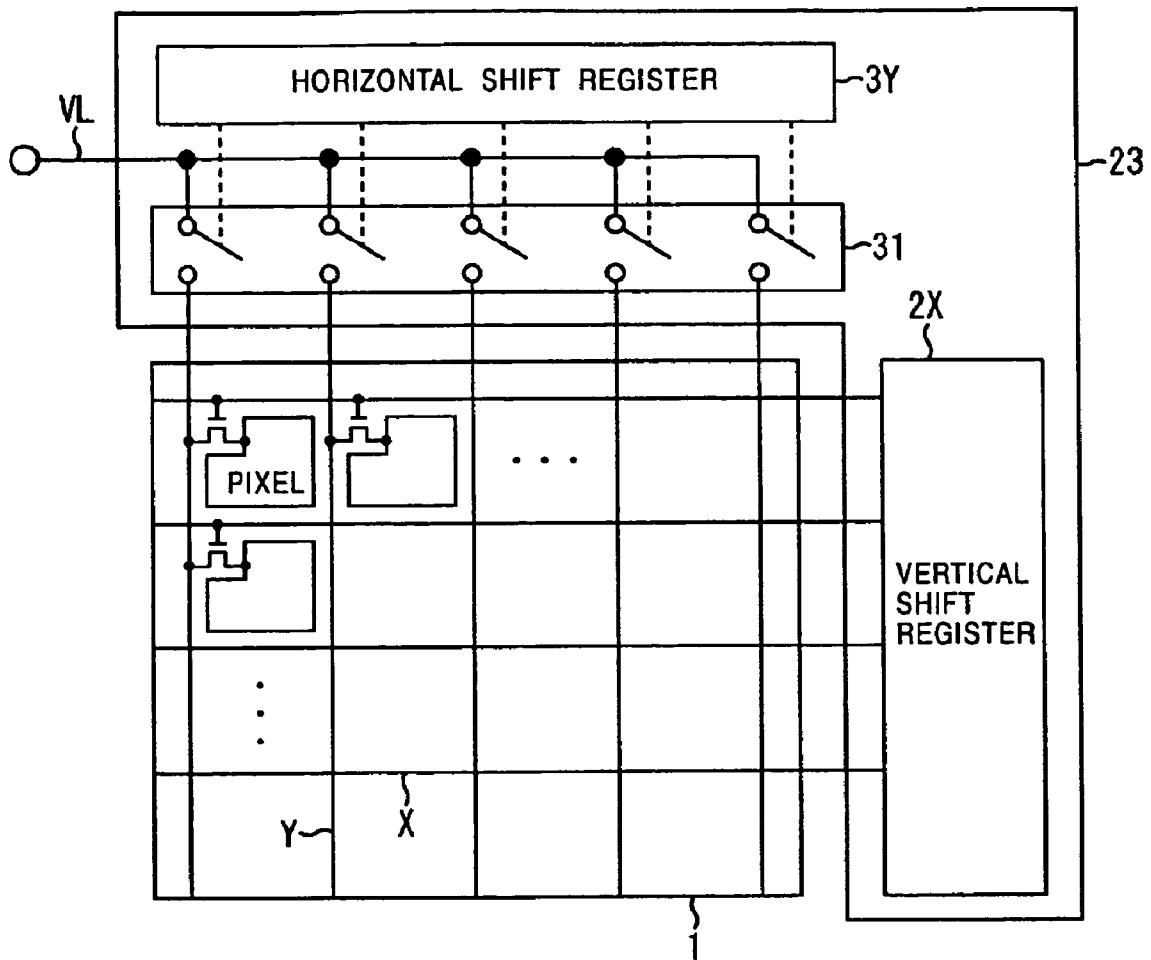 HORIZONTAL SHIFT REGISTER
3Y
VL
23
31
2X
PIXEL
VERTICAL
SHIFT
REGISTER
Y
X
1